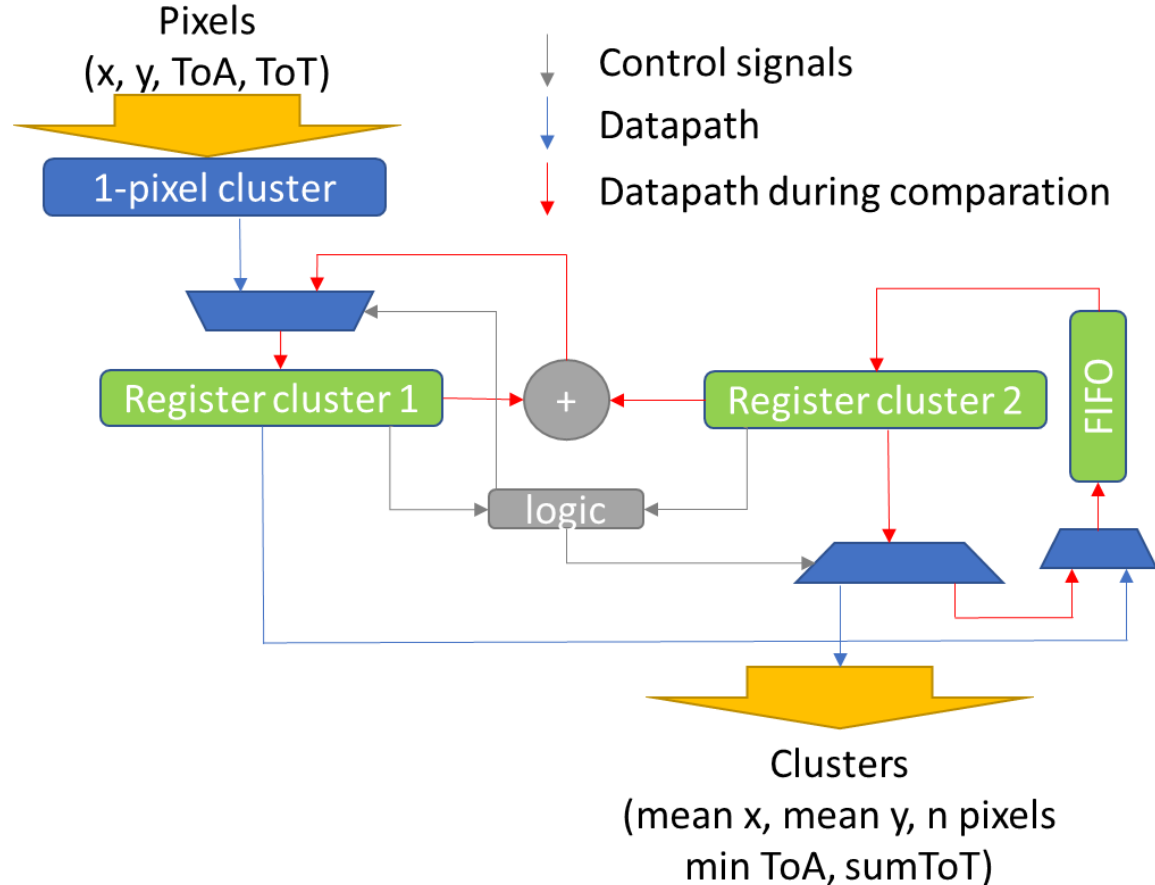 Pixels
(x, y, ToA, ToT)
Control signals
Datapath
Datapath during comparation
1-pixel cluster
Register cluster 1
+
Register cluster 2
FIFO
logic
Clusters
(mean x, mean y, n pixels
min ToA, sumToT)